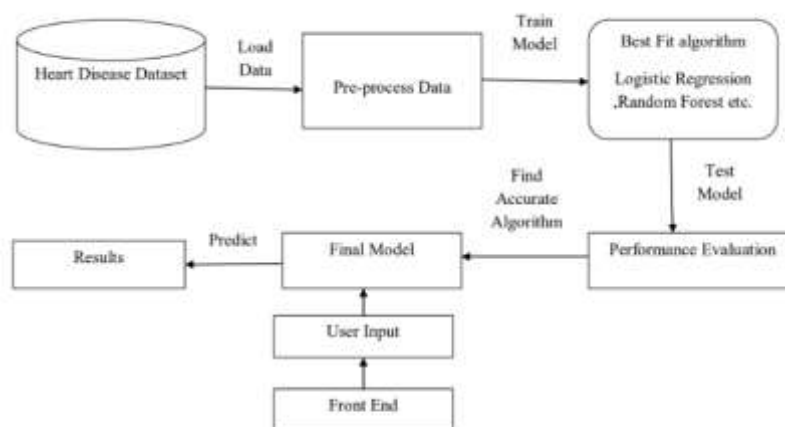 Heart Disease Dataset
Load
Data
Pre-process Data
Train
Model
Best Fit algorithm
Logistic Regression
,Random Forest etc.
Test
Model
Performance Evaluation
Find
Accurate
Algorithm
Final Model
Predict
Results
User Input
Front End